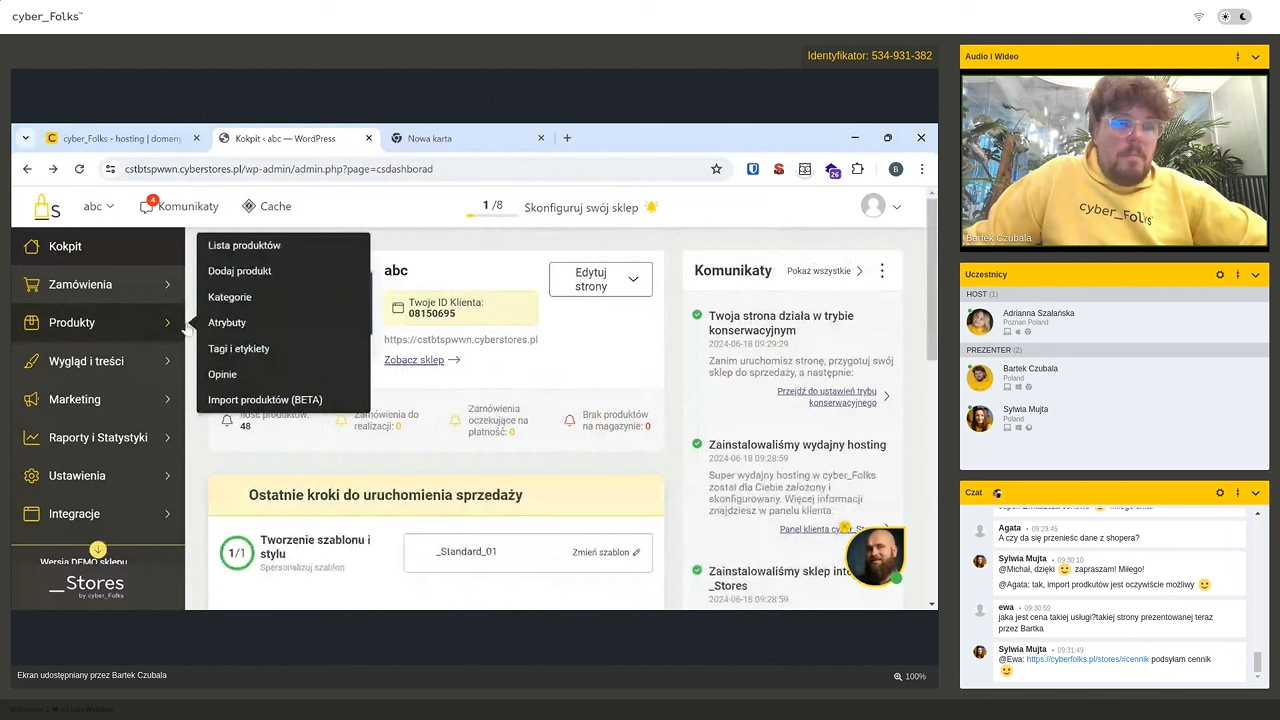 cyber_Folks
Identyfikator: 534-931-382
cyber_Folks - hosting | domeny
Kokpit ‹ abc — WordPress
Nowa karta
cstbtspwwn.cyberstores.pl/wp-admin/admin.php?page=csdashborad
26
B
S
abc
4
Komunikaty
Cache
1 /8
Skonfiguruj swój sklep
Kokpit
Zamówienia
Produkty
Wygląd i treści
Marketing
Raporty i Statystyki
Ustawienia
Integracje
Wersja DEMO sklepu
_Stores
by cyber_Folks
Lista produktów
Dodaj produkt
Kategorie
Atrybuty
Tagi i etykiety
Opinie
Import produktów (BETA)
abc
Edytuj
strony
Twoje ID Klienta:
08150695
https://cstbtspwwn.cyberstores.pl
Zobacz sklep
Ilość produktów:
48
Zamówienia do
realizacji: 0
Zamówienia
oczekujące na
płatność: 0
Brak produktów
na magazynie: 0
Ostatnie kroki do uruchomienia sprzedaży
1/1
Tworzenie szablonu i
stylu
Spersonalizuj szablon
_Standard_01
Zmień szablon
Komunikaty
Pokaż wszystkie
Twoja strona działa w trybie
konserwacyjnym
2024-06-18 09:29:29
Zanim uruchomisz stronę, przygotuj swój
sklep do sprzedaży, a następnie:
Przejdź do ustawień trybu
konserwacyjnego
Zainstalowaliśmy wydajny hosting
2024-06-18 09:28:59
Super wydajny hosting w cyber_Folks
został dla Ciebie założony i
skonfigurowany. Więcej informacji
znajdziesz w panelu klienta.
Panel klienta cyber_
Zainstalowaliśmy sklep
_Stores
2024-06-18 09:28:59
Ekran udostępniany przez Bartek Czubala
100%
Audio i Wideo
cyber_Folks
Bartek Czubala
Uczestnicy
HOST (1)
Adrianna Szałańska
Poznan Poland
PREZENTER (2)
Bartek Czubala
Poland
Sylwia Mujta
Poland
Czat
Agata • 09:29:45
A czy da się przenieśc dane z shopera?
Sylwia Mujta • 09:30:10
@Michał, dzięki zapraszam! Miłego!
@Agata: tak, import prodkutów jest oczywiście możliwy
ewa • 09:30:59
jaka jest cena takiej usługi?takiej strony prezentowanej teraz
przez Bartka
Sylwia Mujta • 09:31:49
@Ewa: https://cyberfolks.pl/stores/#cennik podsyłam cennik